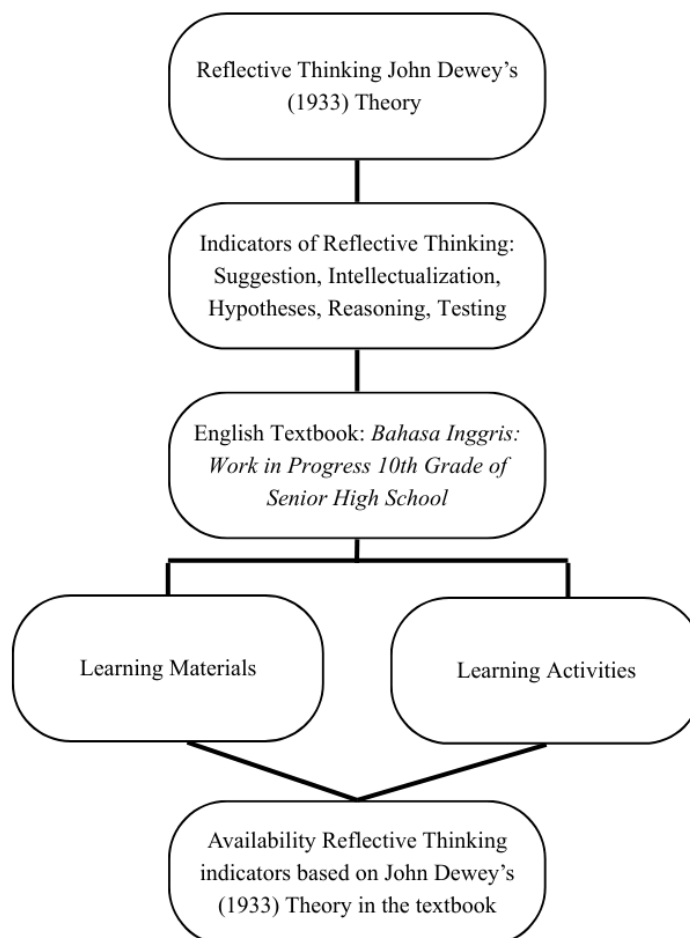 Reflective Thinking John Dewey’s
(1933) Theory
Indicators of Reflective Thinking:
Suggestion, Intellectualization,
Hypotheses, Reasoning, Testing
English Textbook: Bahasa Inggris:
Work in Progress 10th Grade of
Senior High School
Learning Materials
Learning Activities
Availability Reflective Thinking
indicators based on John Dewey’s
(1933) Theory in the textbook